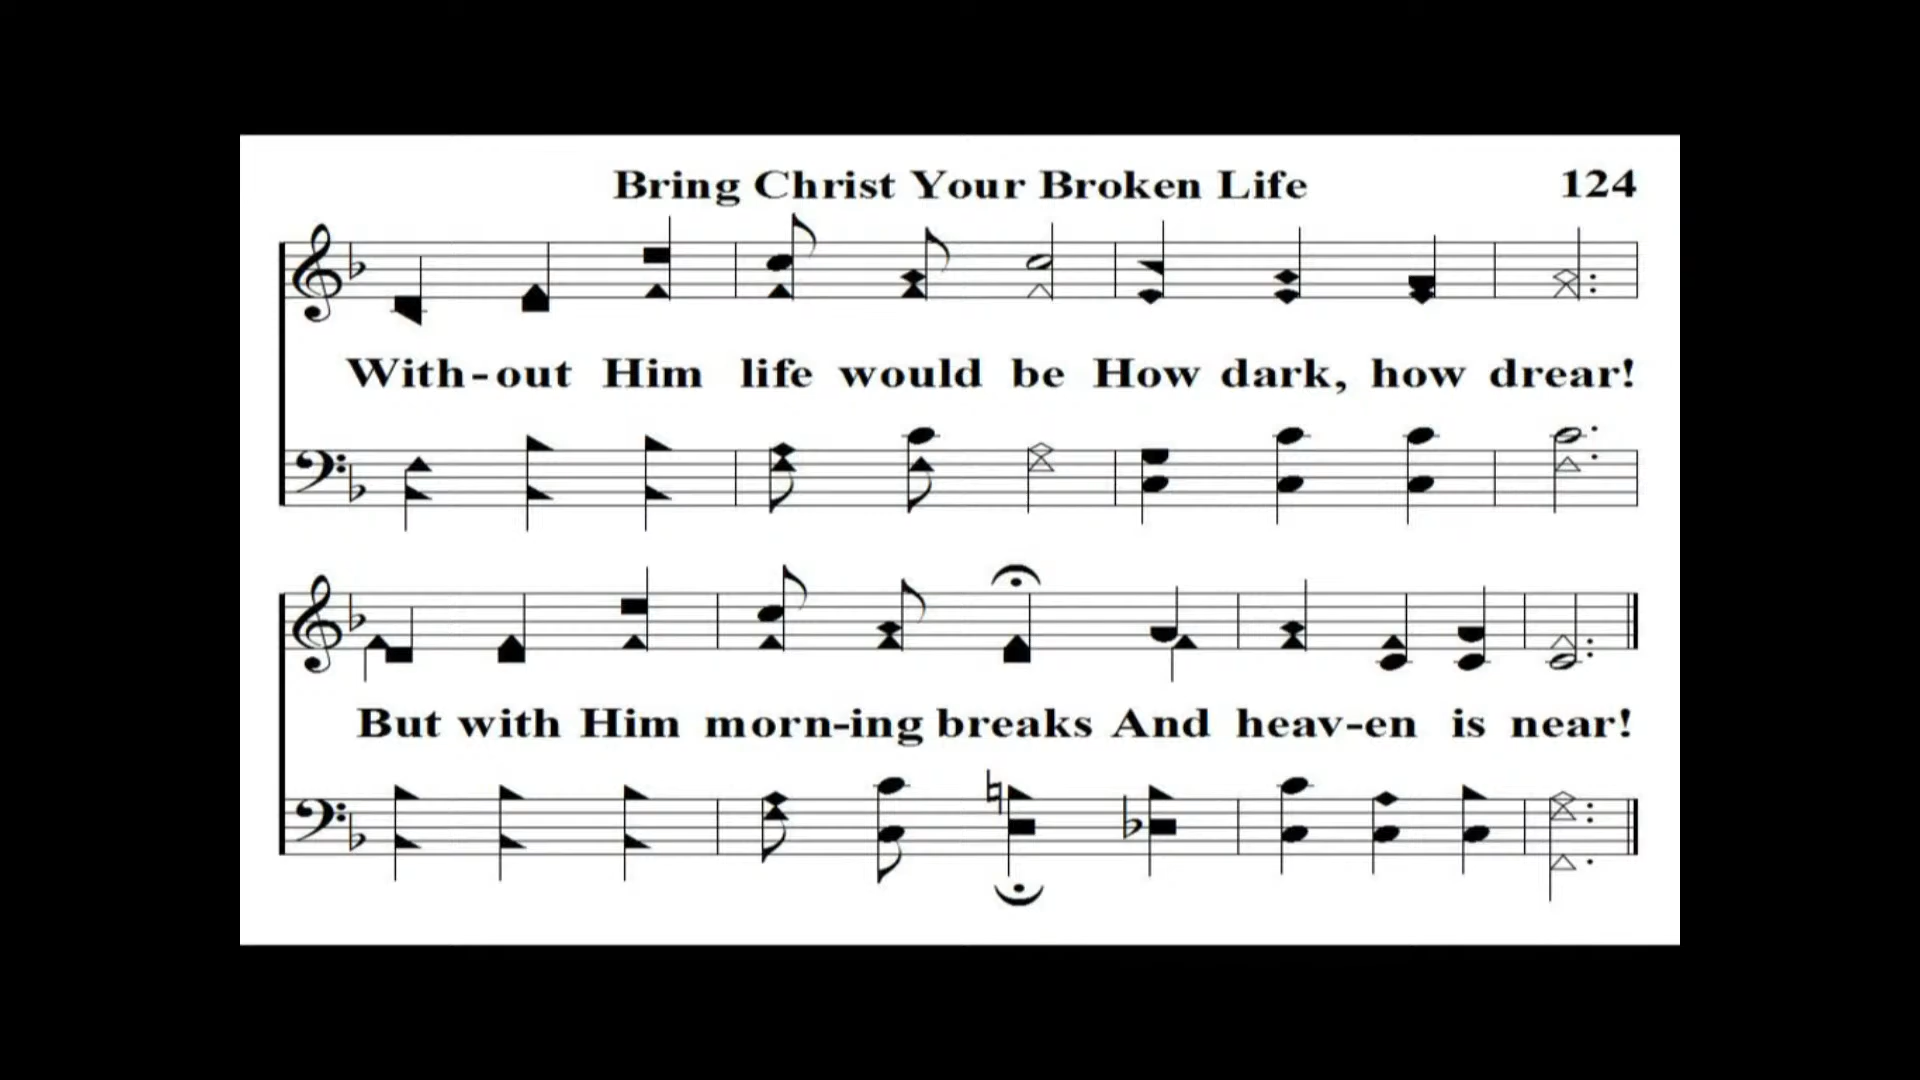 Bring Christ Your Broken Life 124
With-out Him life would be How dark, how drear!
But with Him morn-ing breaks And heav-en is near!